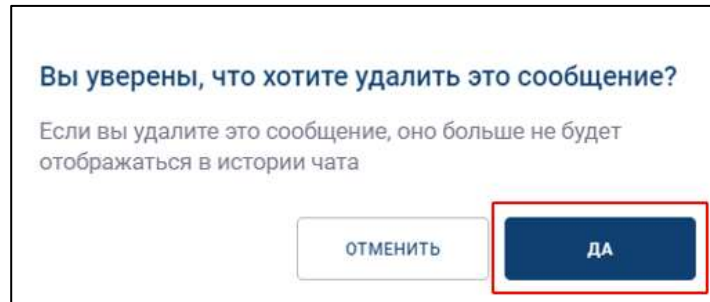 Вы уверены, что хотите удалить это сообщение?
Если вы удалите это сообщение, оно больше не будет
отображаться в истории чата
ОТМЕНИТЬ ДА